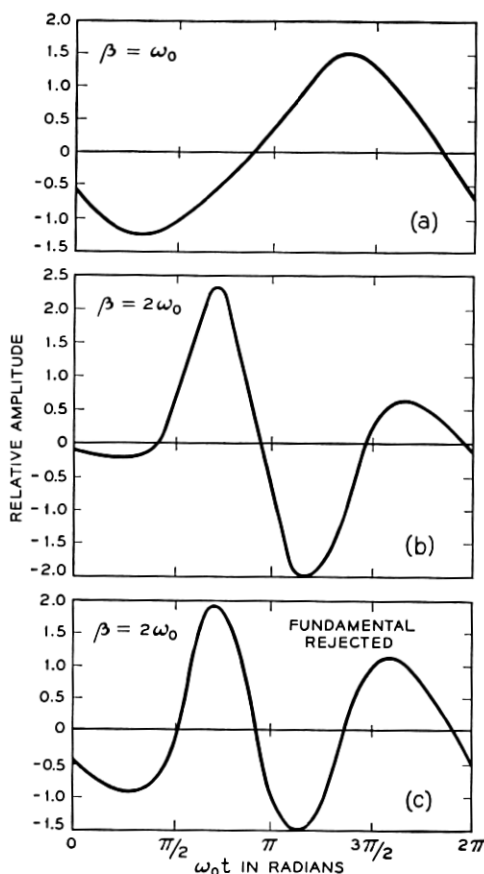 2.0
β = ω₀
1.5
1.0
0.5
0
-0.5
-1.0
-1.5
(a)
2.5
β = 2ω₀
2.0
1.5
1.0
0.5
0
-0.5
-1.0
-1.5
-2.0
(b)
RELATIVE AMPLITUDE
2.0
β = 2ω₀
FUNDAMENTAL
REJECTED
1.5
1.0
0.5
0
-0.5
-1.0
-1.5
(c)
0 π/2 π 3π/2 2π
ω₀t IN RADIANS